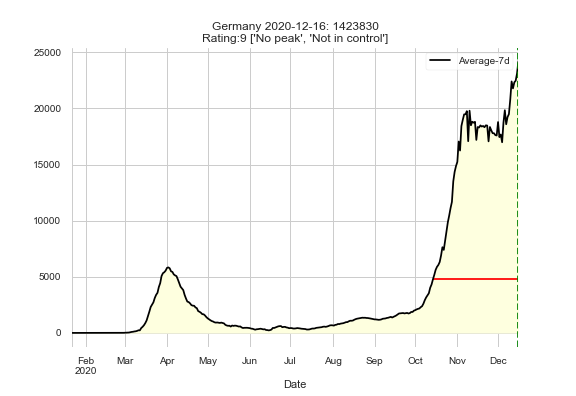 Germany 2020-12-16: 1423830
Rating:9 ['No peak', 'Not in control']
Average-7d
25000
20000
15000
10000
5000
0
Feb Mar Apr May Jun Jul Aug Sep Oct Nov Dec
2020
Date